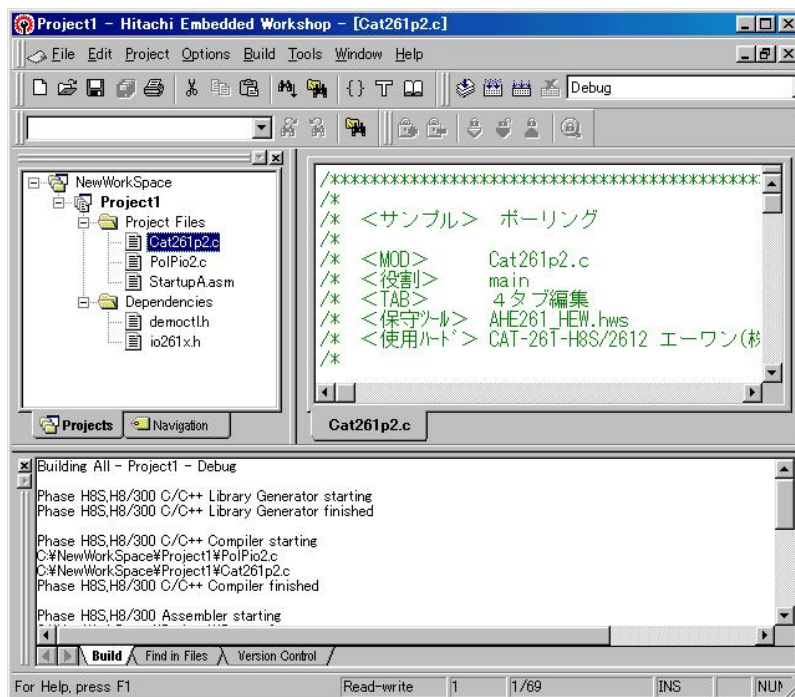 Project1 - Hitachi Embedded Workshop - [Cat261p2.c]
File Edit Project Options Build Tools Window Help
Debug
NewWorkSpace
Project1
Project Files
Cat261p2.c
PolPio2.c
StartupA.asm
Dependencies
democtl.h
io261x.h
Projects Navigation
/*******************************************
/*
/* <サンプル> ポーリング
/*
/* <MOD> Cat261p2.c
/* <役割> main
/* <TAB> 4タブ編集
/* <保守ﾂｰﾙ> AHE261_HEW.hws
/* <使用ﾊｰﾄﾞ> CAT-26T-H8S/2612 エーワン(株
/*
Cat261p2.c
Building All - Project1 - Debug
Phase H8S,H8/300 C/C++ Library Generator starting
Phase H8S,H8/300 C/C++ Library Generator finished
Phase H8S,H8/300 C/C++ Compiler starting
C:¥NewWorkSpace¥Project1¥PolPio2.c
C:¥NewWorkSpace¥Project1¥Cat261p2.c
Phase H8S,H8/300 C/C++ Compiler finished
Phase H8S,H8/300 Assembler starting
Build Find in Files Version Control
For Help, press F1 Read-write 1 1/69 INS NUM